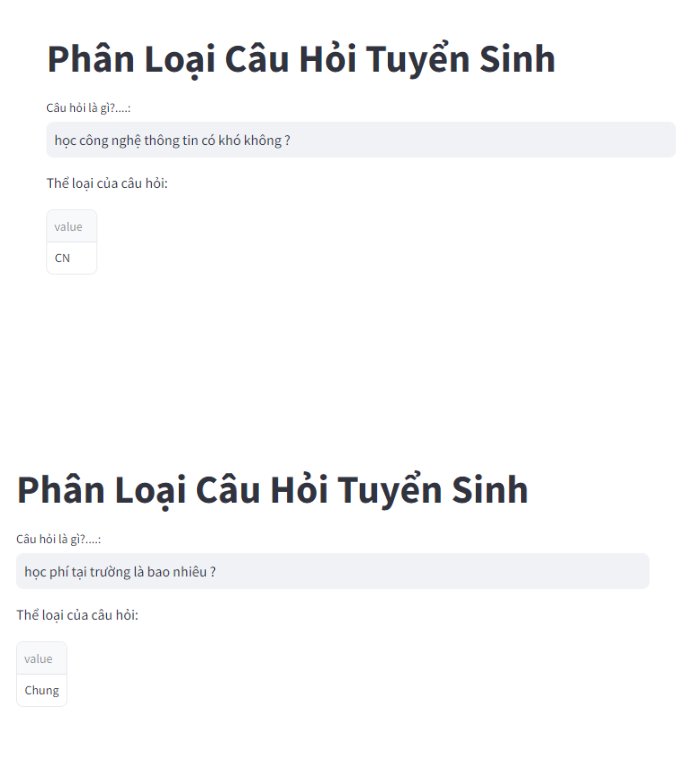 Phân Loại Câu Hỏi Tuyển Sinh
Câu hỏi là gì?....:
học công nghệ thông tin có khó không ?
Thể loại của câu hỏi:
value
CN
Phân Loại Câu Hỏi Tuyển Sinh
Câu hỏi là gì?....:
học phí tại trường là bao nhiêu ?
Thể loại của câu hỏi:
value
Chung